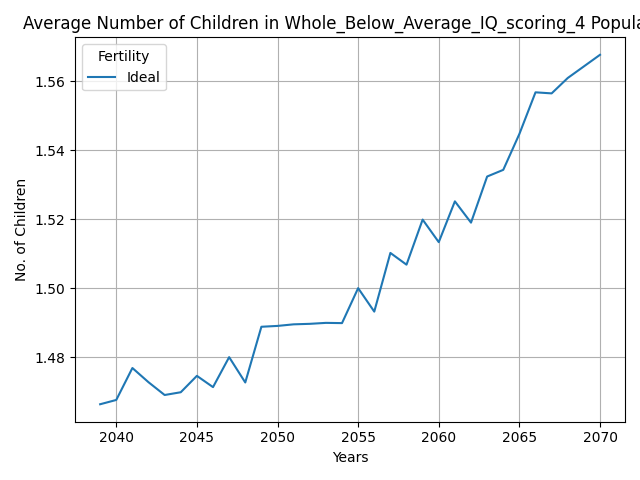 Average Number of Children in Whole_Below_Average_IQ_scoring_4 Popula
Fertility
Ideal
1.56
1.54
1.52
1.50
1.48
No. of Children
2040 2045 2050 2055 2060 2065 2070
Years